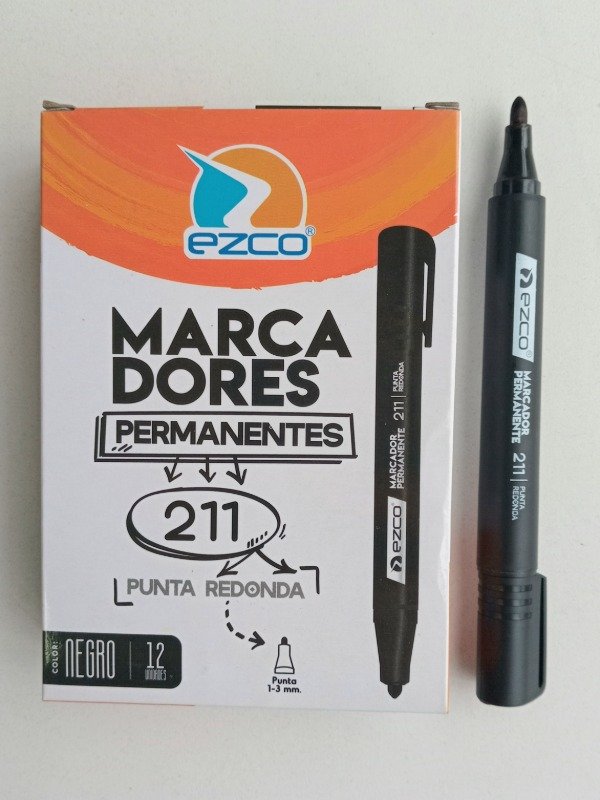 ezco®
MARCA
DORES
PERMANENTES
211
PUNTA REDONDA
COLOR:
NEGRO
12
UNIDADES
Punta
1-3 mm.
ezco®
MARCADOR
PERMANENTE
211
PUNTA
REDONDA
ezco®
MARCADOR
PERMANENTE
211
PUNTA
REDONDA